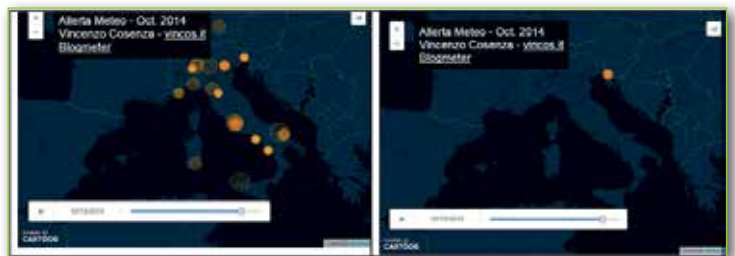 Allerta Meteo - Oct. 2014
Vincenzo Cosenza - vincos.it
Blogmeter
CARTODB
Allerta Meteo - Oct. 2014
Vincenzo Cosenza - vincos.it
Blogmeter
CARTODB